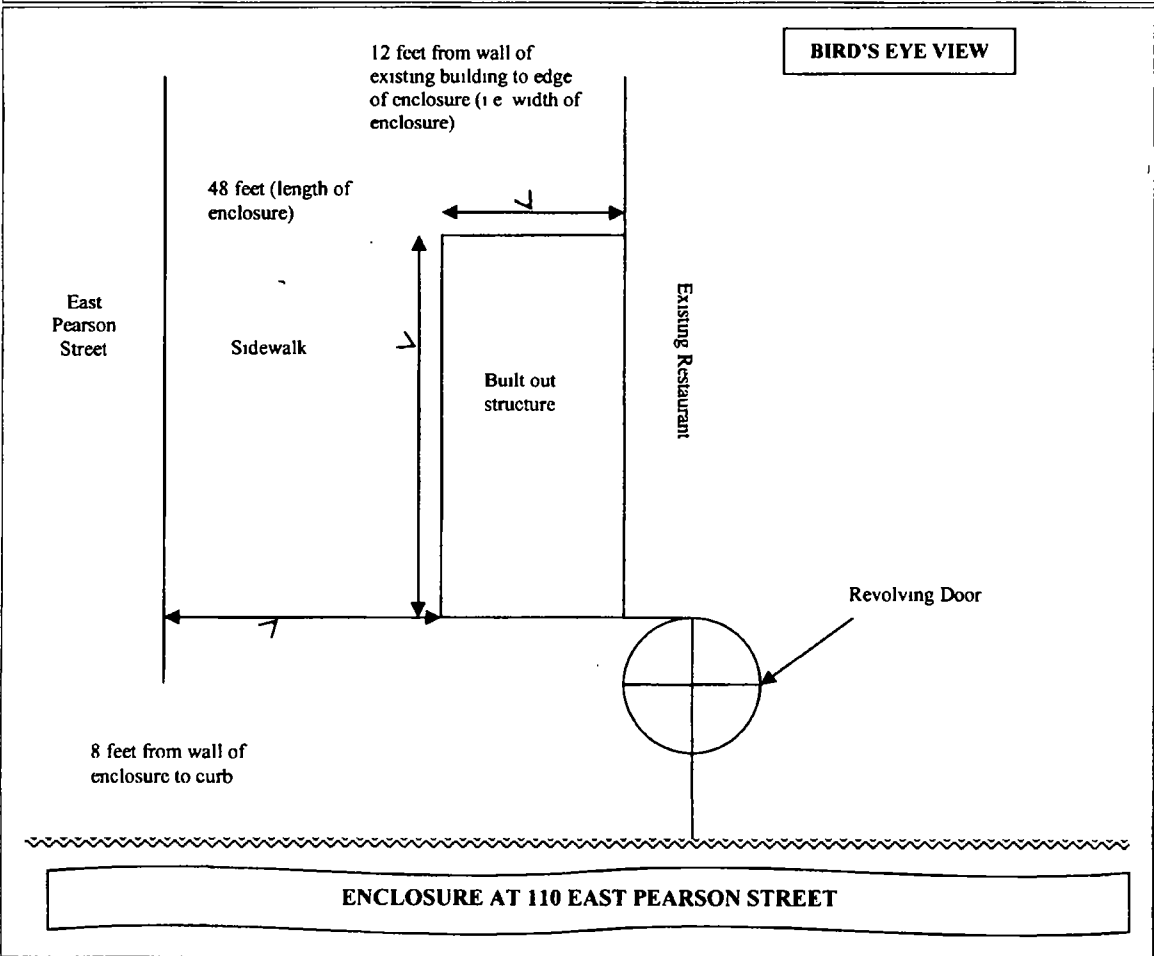 BIRD'S EYE VIEW
12 feet from wall of
existing building to edge
of enclosure (i e width of
enclosure)
48 feet (length of
enclosure)
East
Pearson
Street
Sidewalk
Built out
structure
Existing Restaurant
Revolving Door
8 feet from wall of
enclosure to curb
ENCLOSURE AT 110 EAST PEARSON STREET